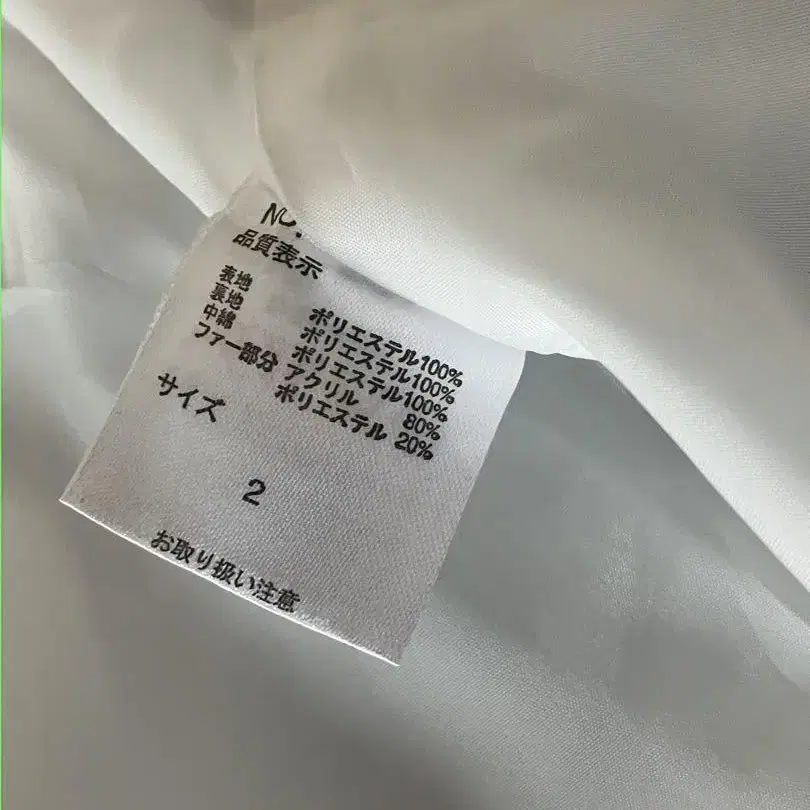 No.
品質表示
表地 ポリエステル100%
裏地 ポリエステル100%
中綿 ポリエステル100%
ファー部分 アクリル 80%
ポリエステル 20%
サイズ
2
お取り扱い注意